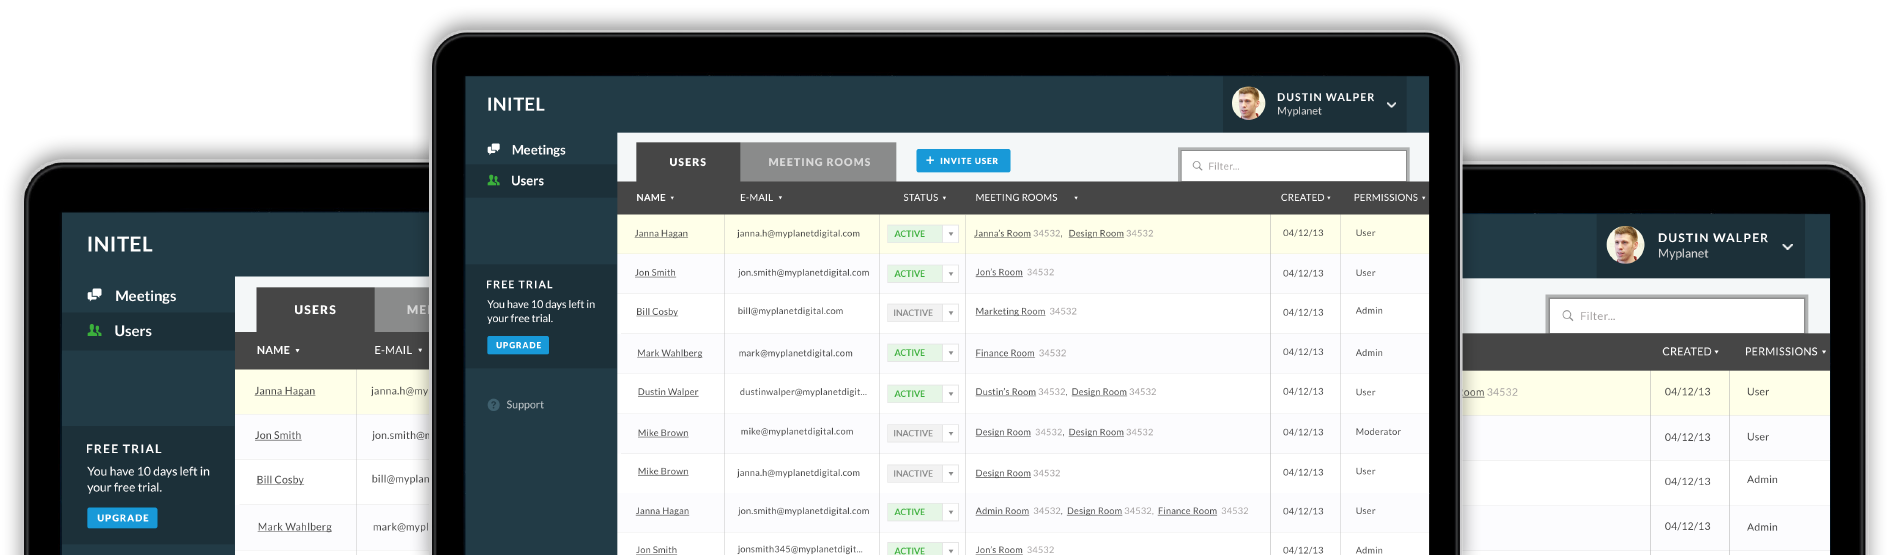 INITEL
DUSTIN WALPER
Myplanet
Meetings
Users
USERS
MEETING ROOMS
+ INVITE USER
Filter...
NAME E-MAIL STATUS MEETING ROOMS CREATED PERMISSIONS
Janna Hagan janna.h@myplanetdigital.com ACTIVE Janna's Room 34532, Design Room 34532 04/12/13 User
Jon Smith jon.smith@myplanetdigital.com ACTIVE Jon's Room 34532 04/12/13 User
Bill Cosby bill@myplanetdigital.com INACTIVE Marketing Room 34532 04/12/13 Admin
Mark Wahlberg mark@myplanetdigital.com ACTIVE Finance Room 34532 04/12/13 Admin
Dustin Walper dustinwalper@myplanetdigit... ACTIVE Dustin's Room 34532, Design Room 34532 04/12/13 User
Mike Brown mike@myplanetdigital.com INACTIVE Design Room 34532, Design Room 34532 04/12/13 Moderator
Mike Brown janna.h@myplanetdigital.com INACTIVE Design Room 34532 04/12/13 User
Janna Hagan jon.smith@myplanetdigital.com ACTIVE Admin Room 34532, Design Room 34532, Finance Room 34532 04/12/13 User
Jon Smith jonsmith345@myplanetdigit... ACTIVE Jon's Room 34532 04/12/13 User
FREE TRIAL
You have 10 days left in
your free trial.
UPGRADE
? Support
INITEL
Meetings
Users
USERS
ME
NAME E-MAIL
Janna Hagan janna.h@my
Jon Smith jon.smith@m
Bill Cosby bill@myplan
Mark Wahlberg mark@mypl
FREE TRIAL
You have 10 days left in
your free trial.
UPGRADE
DUSTIN WALPER
Myplanet
Filter...
CREATED PERMISSIONS
oom 34532 04/12/13 User
04/12/13 User
04/12/13 Admin
04/12/13 Admin